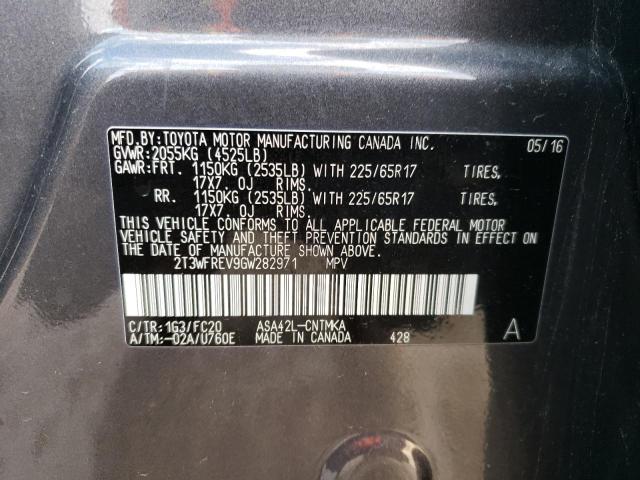 MFD.BY:TOYOTA MOTOR MANUFACTURING CANADA INC. 05/16
GVWR:2055KG (4525LB)
GAWR:FRT. 1150KG (2535LB) WITH 225/65R17 TIRES,
17X7. 0J RIMS.
RR. 1150KG (2535LB) WITH 225/65R17 TIRES,
17X7. 0J RIMS.
THIS VEHICLE CONFORMS TO ALL APPLICABLE FEDERAL MOTOR
VEHICLE SAFETY AND THEFT PREVENTION STANDARDS IN EFFECT ON
THE DATE OF MANUFACTURE SHOWN ABOVE.
2T3WFREV9GW282971 MPV
C/TR:1G3/FC20 ASA42L-CNTMKA
A/TM:-02A/U760E MADE IN CANADA 428 A